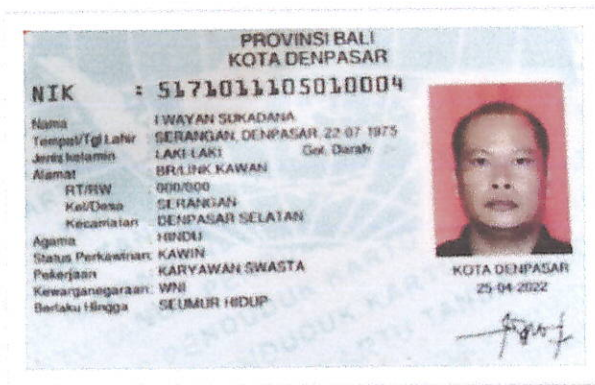 PROVINSI BALI
KOTA DENPASAR
NIK : 5171011105010004
Nama I WAYAN SUKADANA
Tempat/Tgl Lahir : SERANGAN, DENPASAR, 22-07-1975
Jenis kelamin : LAKI-LAKI Gol. Darah : -
Alamat : BR/LINK.KAWAN
RT/RW : 000/000
Kel/Desa : SERANGAN
Kecamatan : DENPASAR SELATAN
Agama : HINDU
Status Perkawinan: KAWIN
Pekerjaan : KARYAWAN SWASTA
Kewarganegaraan: WNI
Berlaku Hingga : SEUMUR HIDUP
KOTA DENPASAR
25-04-2022